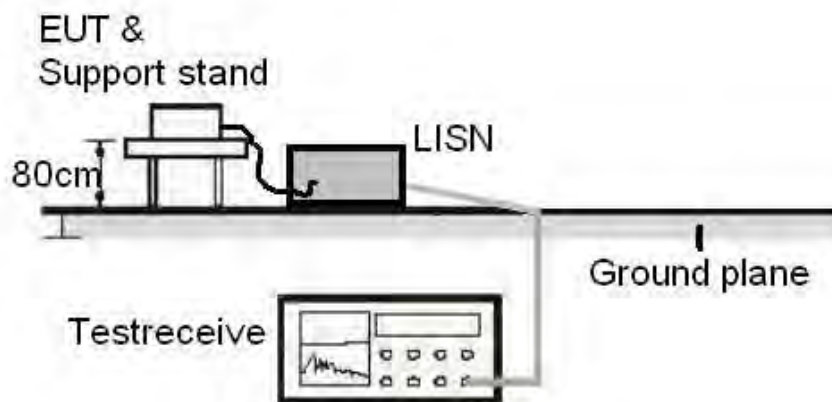 EUT &
Support stand
LISN
80cm
Ground plane
Testreceive